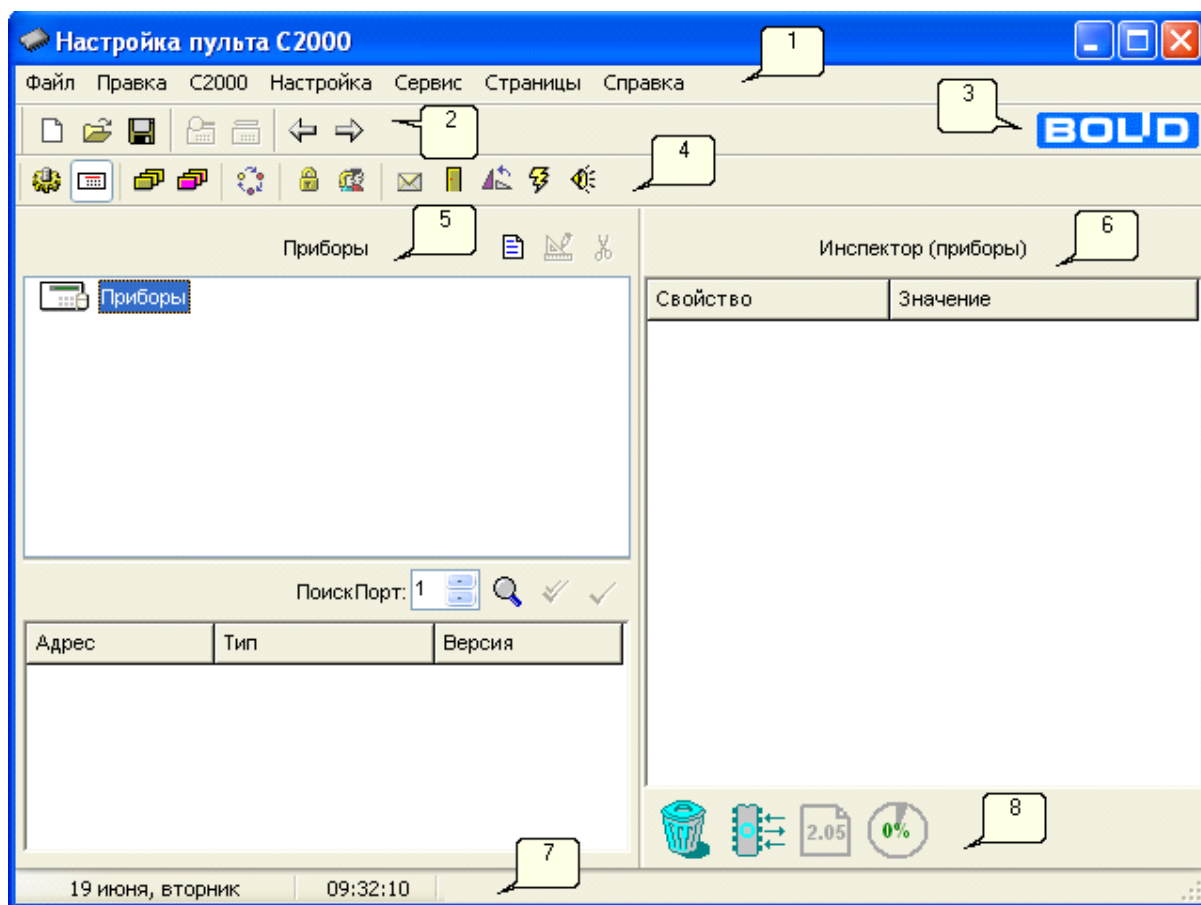 Настройка пульта С2000
1
Файл Правка С2000 Настройка Сервис Страницы Справка
2
3
BOLID
4
Приборы
5
Инспектор (приборы)
6
Приборы
Свойство Значение
ПоискПорт: 1
Адрес Тип Версия
2.05
0%
8
7
19 июня, вторник 09:32:10